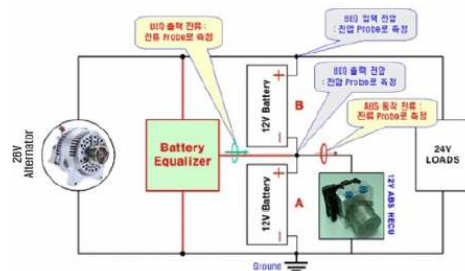 BEQ 출력 전류 :
전류 Probe로 측정
BEQ 입력 전압
: 전압 Probe로 측정
BEQ 출력 전압
: 전압 Probe로 측정
ABS 동작 전류 :
전류 Probe로 측정
28V
Alternator
Battery
Equalizer
12V Battery
B
12V Battery
A
12V ABS HECU
24V
LOADS
Ground